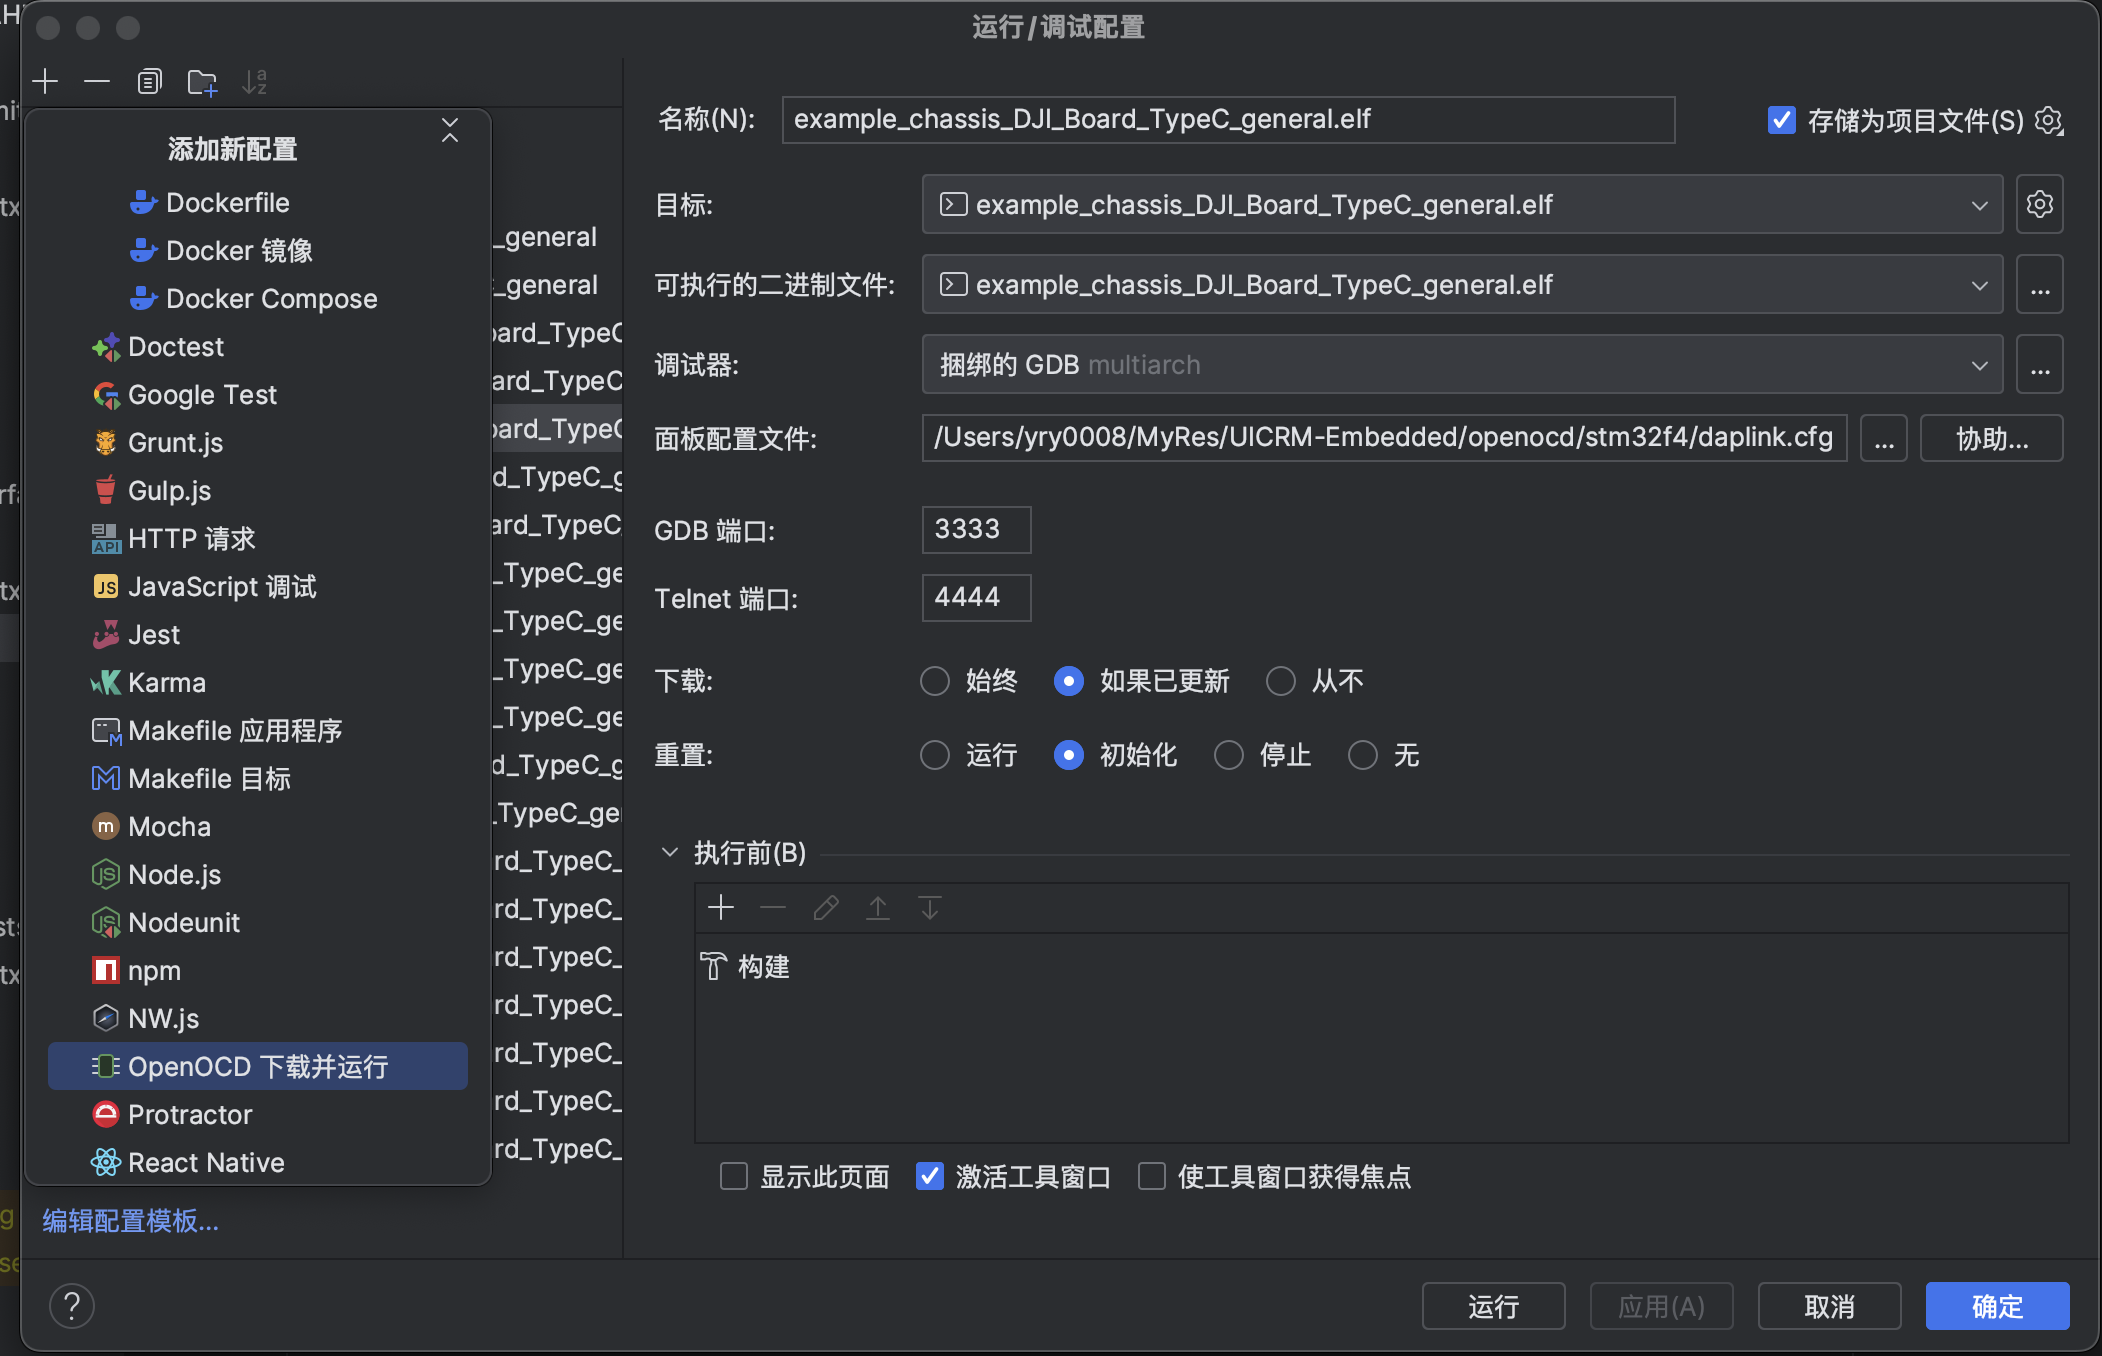 运行/调试配置
添加新配置
Dockerfile
Docker 镜像
Docker Compose
Doctest
Google Test
Grunt.js
Gulp.js
HTTP 请求
JavaScript 调试
Jest
Karma
Makefile 应用程序
Makefile 目标
Mocha
Node.js
Nodeunit
npm
NW.js
OpenOCD 下载并运行
Protractor
React Native
_general
_general
ard_TypeC
ard_TypeC
ard_TypeC
d_TypeC_g
ard_TypeC
_TypeC_ge
_TypeC_ge
_TypeC_ge
_TypeC_ge
d_TypeC_g
_TypeC_ge
rd_TypeC_
rd_TypeC_
rd_TypeC_
rd_TypeC_
rd_TypeC_
rd_TypeC_
rd_TypeC_
编辑配置模板...
名称(N): example_chassis_DJI_Board_TypeC_general.elf 存储为项目文件(S)
目标: example_chassis_DJI_Board_TypeC_general.elf
可执行的二进制文件: example_chassis_DJI_Board_TypeC_general.elf ...
调试器: 捆绑的 GDB multiarch ...
面板配置文件: /Users/yry0008/MyRes/UICRM-Embedded/openocd/stm32f4/daplink.cfg ... 协助...
GDB 端口: 3333
Telnet 端口: 4444
下载: 始终 如果已更新 从不
重置: 运行 初始化 停止 无
执行前(B)
构建
显示此页面 激活工具窗口 使工具窗口获得焦点
? 运行 应用(A) 取消 确定